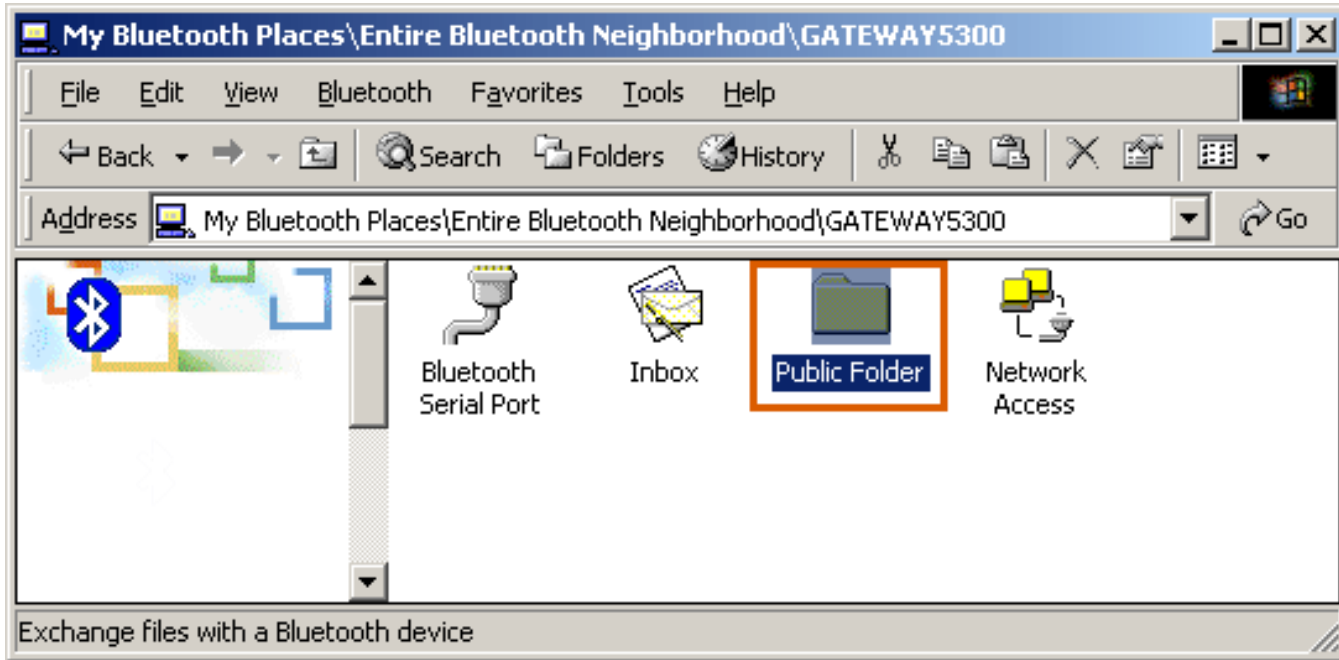 My Bluetooth Places\Entire Bluetooth Neighborhood\GATEWAY5300
File Edit View Bluetooth Favorites Tools Help
Back Search Folders History
Address My Bluetooth Places\Entire Bluetooth Neighborhood\GATEWAY5300 Go
Bluetooth Serial Port
Inbox
Public Folder
Network Access
Exchange files with a Bluetooth device